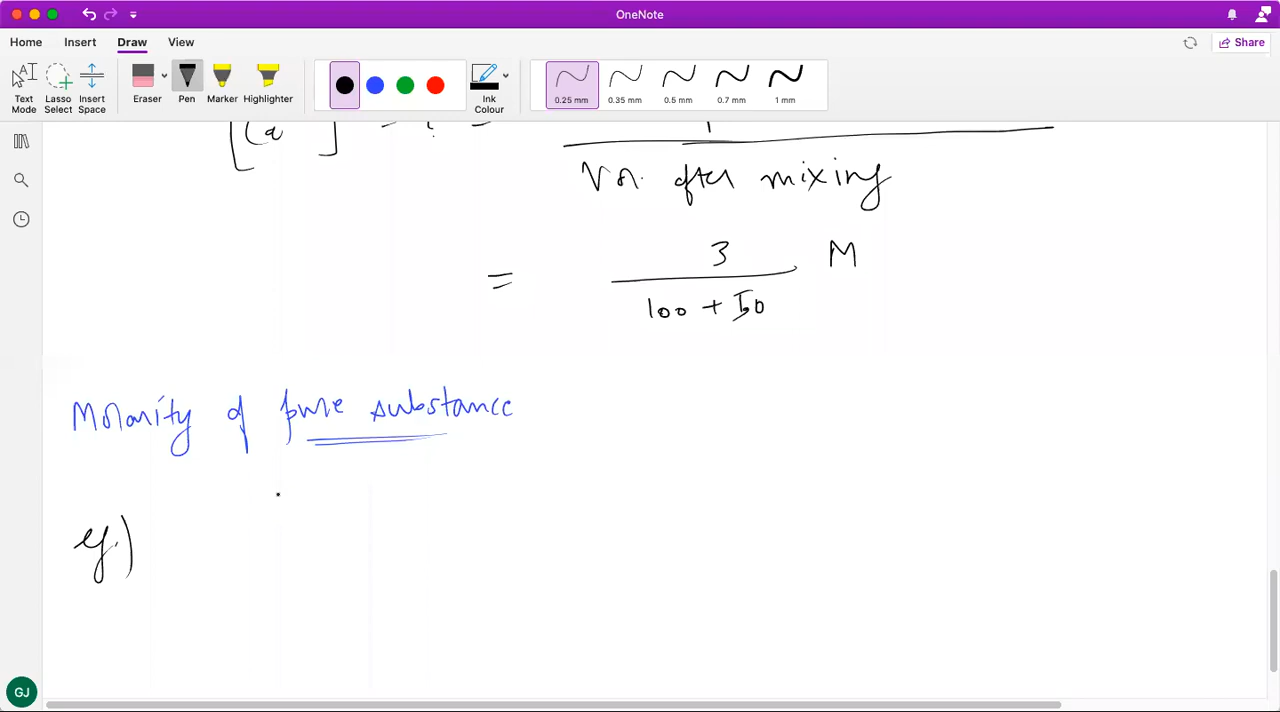 OneNote
Home Insert Draw View
Share
Text Mode
Lasso Select
Insert Space
Eraser
Pen
Marker
Highlighter
Ink Colour
0.25 mm
0.35 mm
0.5 mm
0.7 mm
1 mm
= ? =
Vol. after mixing
= 3 M
100 + 50
Molarity of pure substance
eg.)
GJ